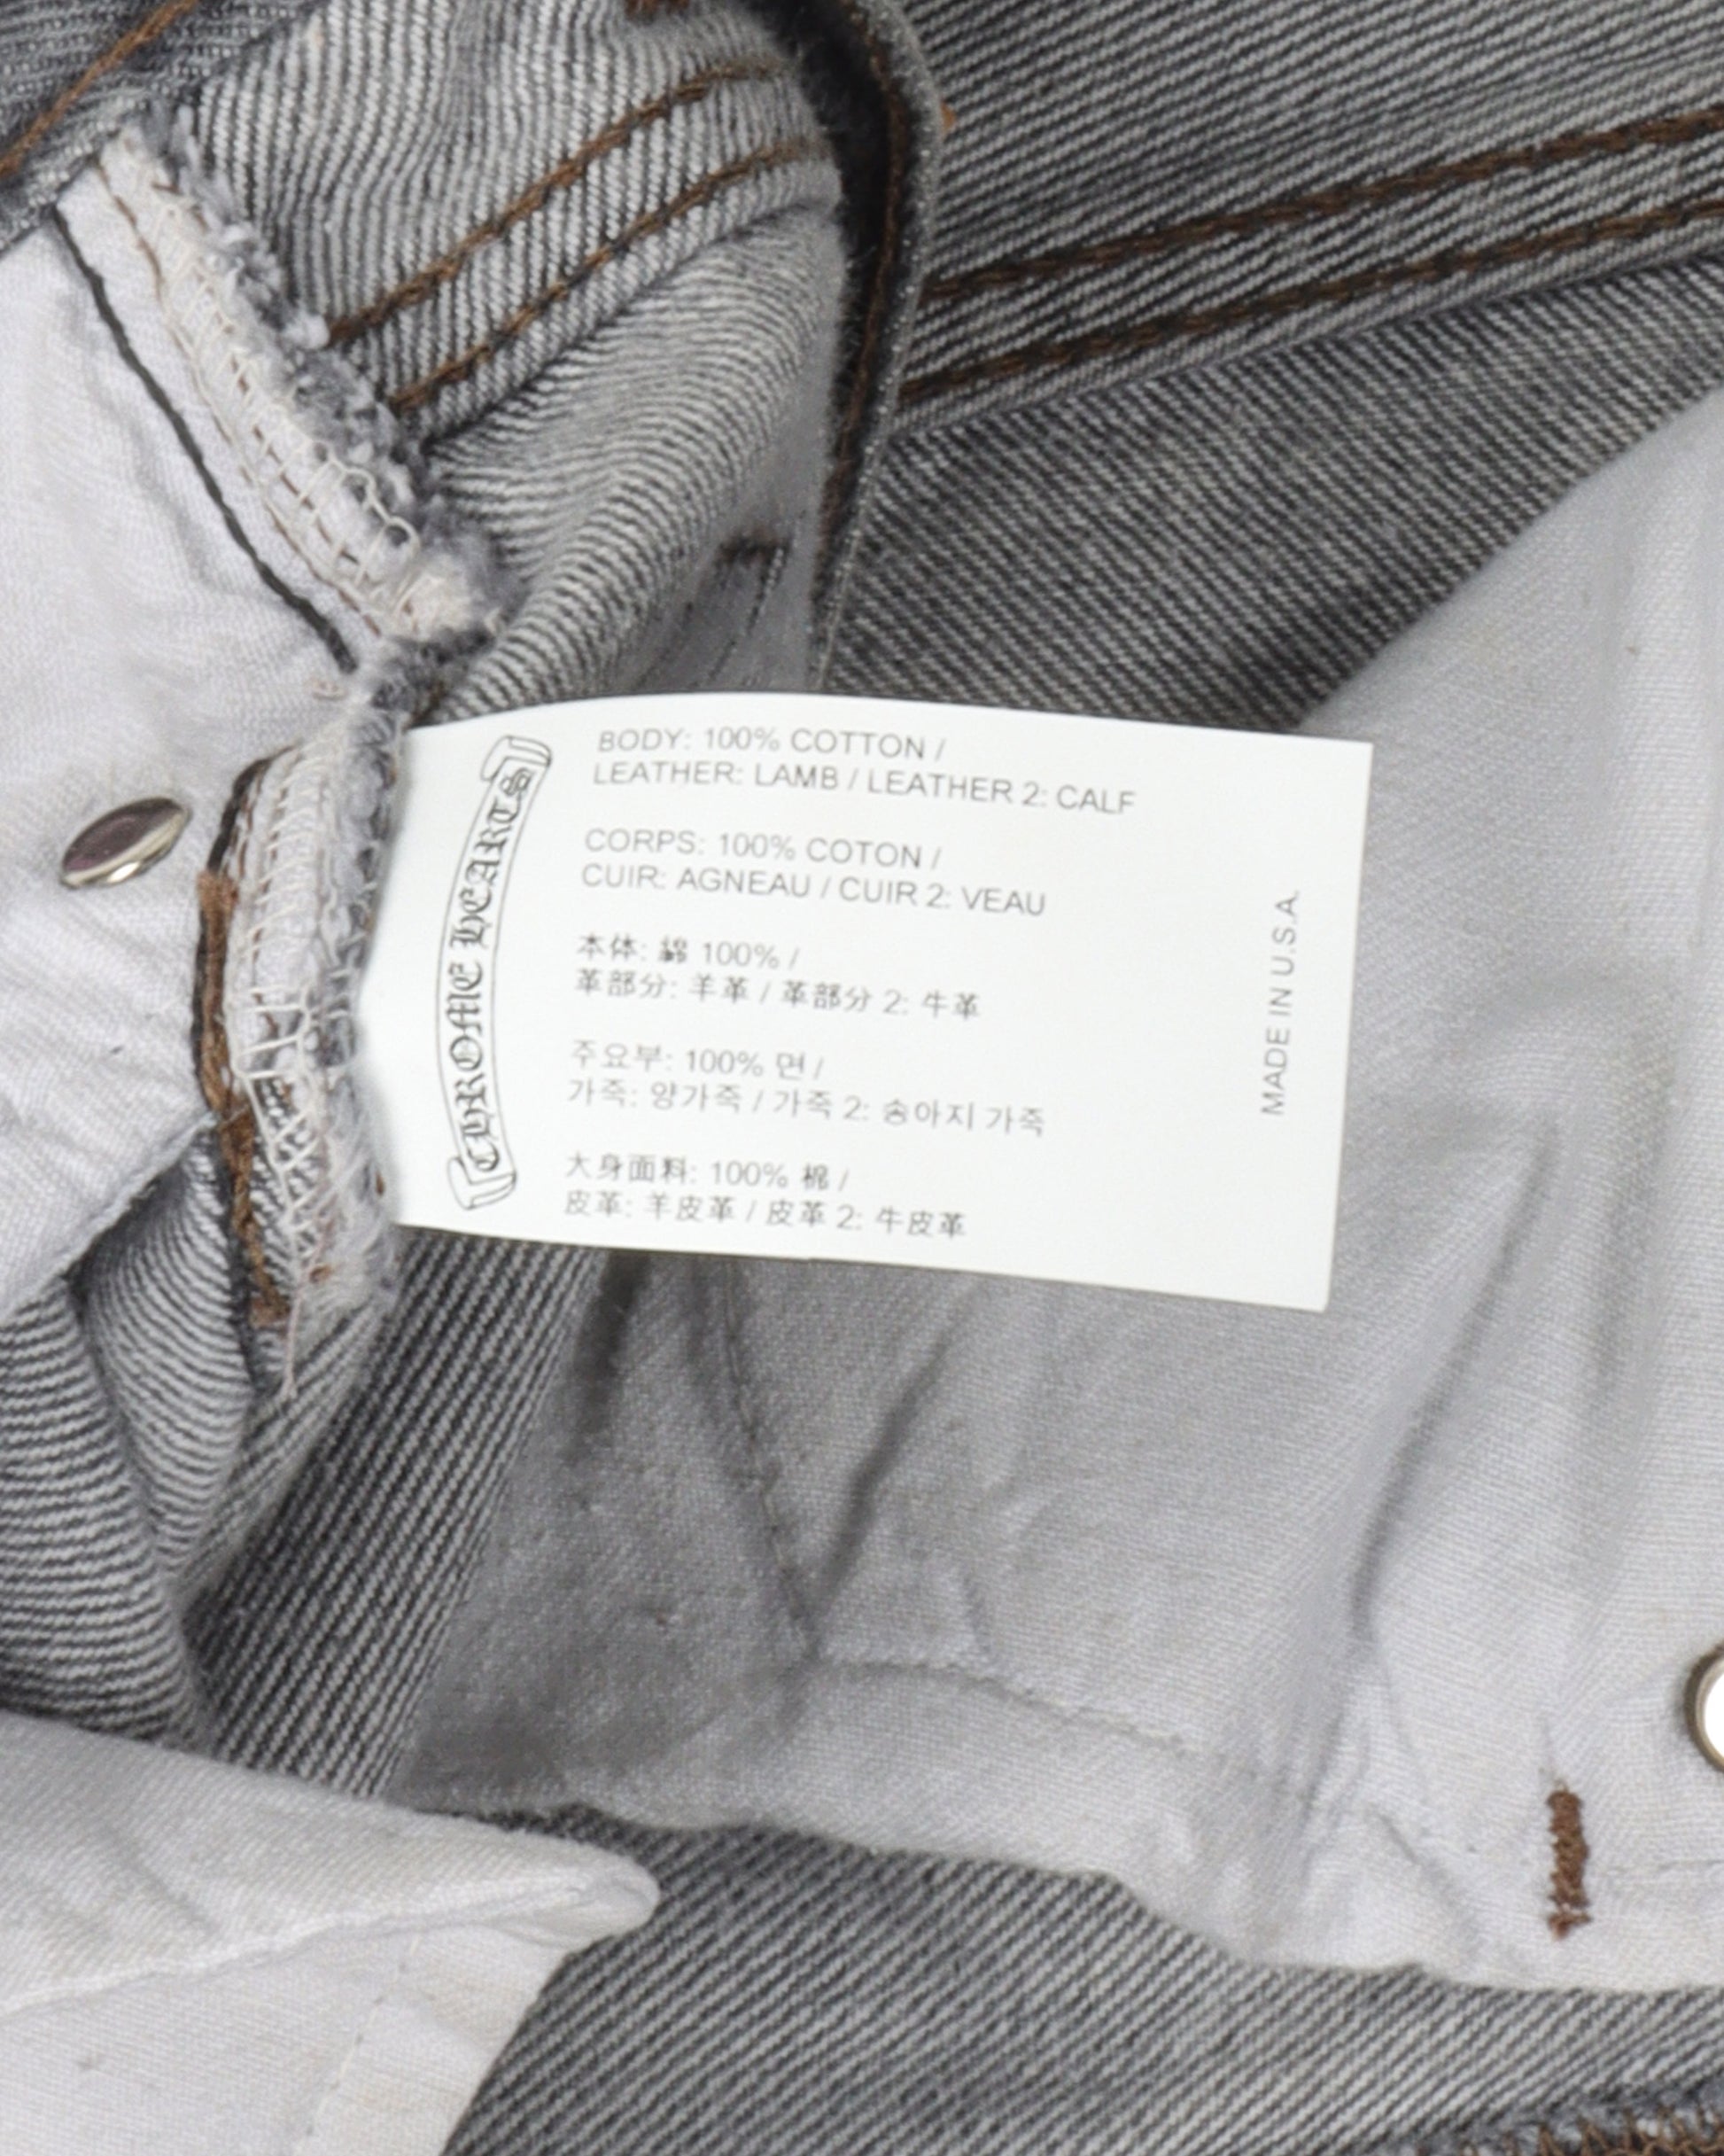 CHROME HEARTS
BODY: 100% COTTON /
LEATHER: LAMB / LEATHER 2: CALF
CORPS: 100% COTON /
CUIR: AGNEAU / CUIR 2: VEAU
本体: 綿 100% /
革部分: 羊革 / 革部分 2: 牛革
주요부: 100% 면 /
가죽: 양가죽 / 가죽 2: 송아지 가죽
大身面料: 100% 棉 /
皮革: 羊皮革 / 皮革 2: 牛皮革
MADE IN U.S.A.